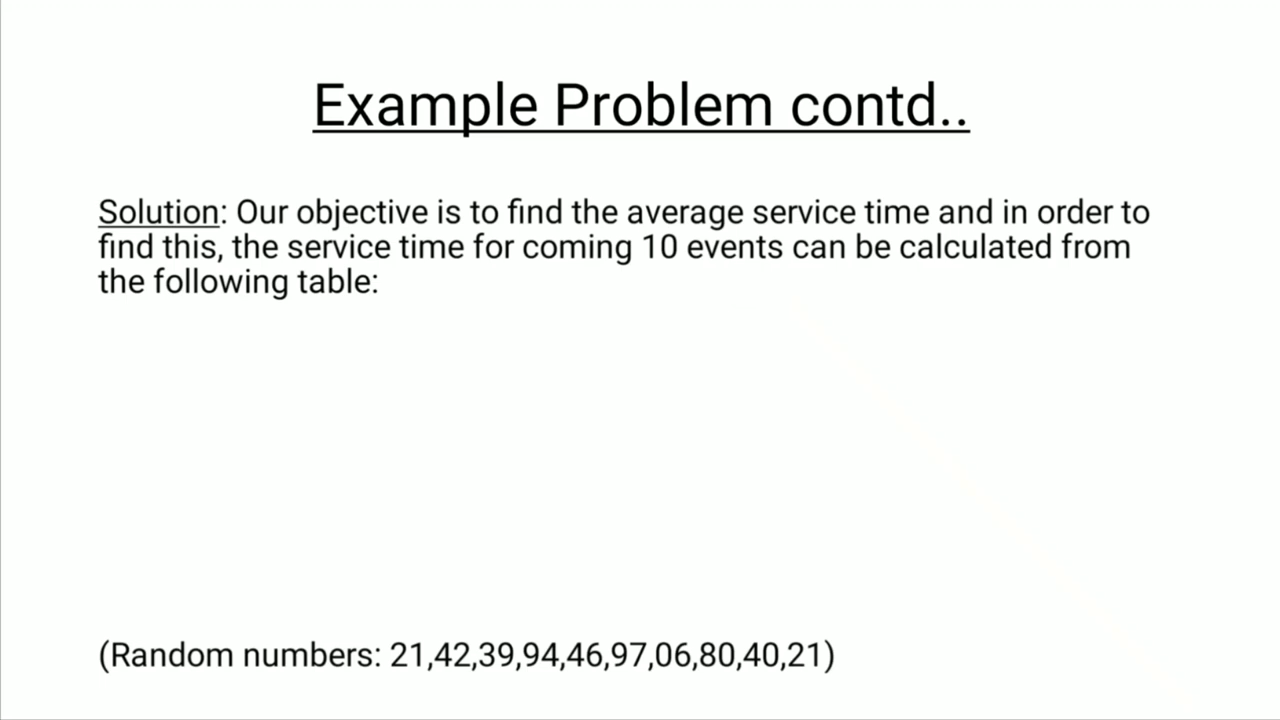 Example Problem contd..
Solution: Our objective is to find the average service time and in order to
find this, the service time for coming 10 events can be calculated from
the following table:
(Random numbers: 21,42,39,94,46,97,06,80,40,21)